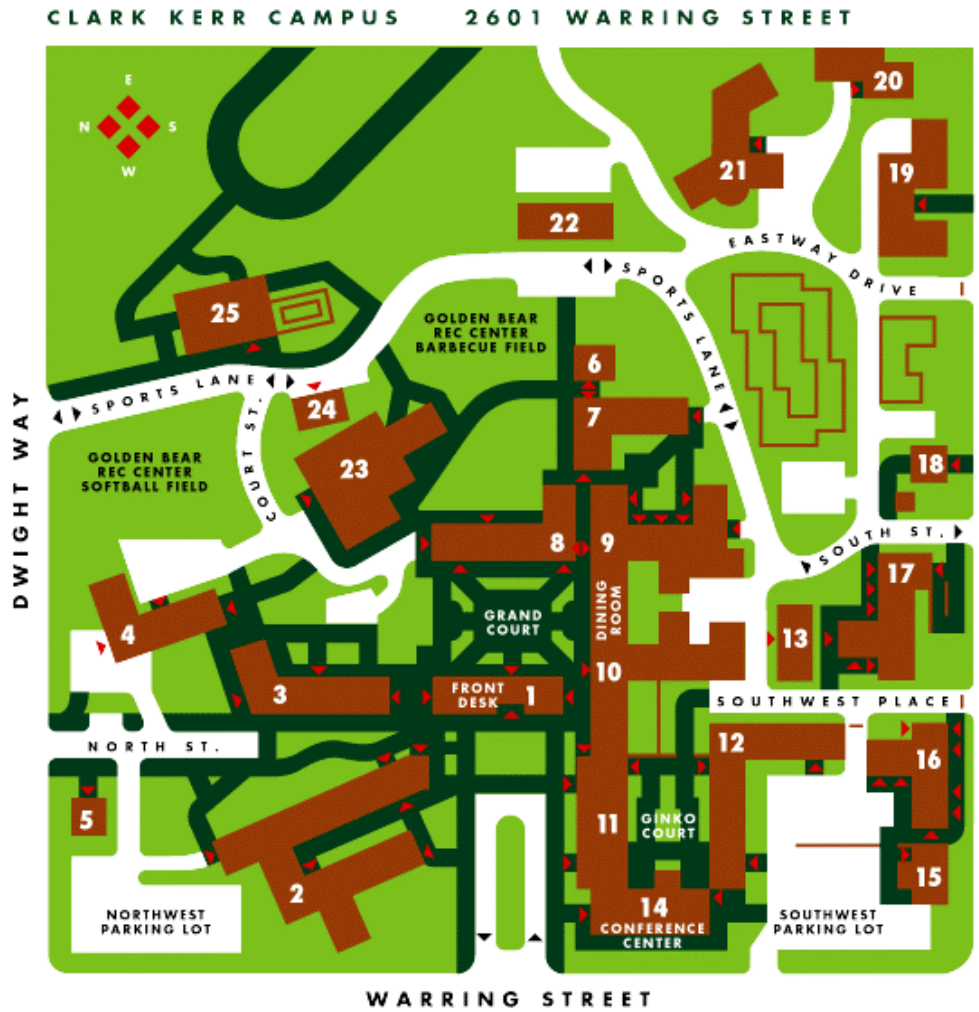 CLARK KERR CAMPUS 2601 WARRING STREET
E
N S
W
20
21
19
22
EASTWAY DRIVE
SPORTS LANE
25
GOLDEN BEAR
REC CENTER
BARBECUE FIELD
6
SPORTS LANE
24
7
COURT ST.
DWIGHT WAY
GOLDEN BEAR
REC CENTER
SOFTBALL FIELD
23
18
8
9
SOUTH ST.
17
DINING
ROOM
GRAND
COURT
4
13
10
3
FRONT
DESK
1
SOUTHWEST PLACE
NORTH ST.
12
16
5
11
GINKO
COURT
2
15
14
CONFERENCE
CENTER
NORTHWEST
PARKING LOT
SOUTHWEST
PARKING LOT
WARRING STREET